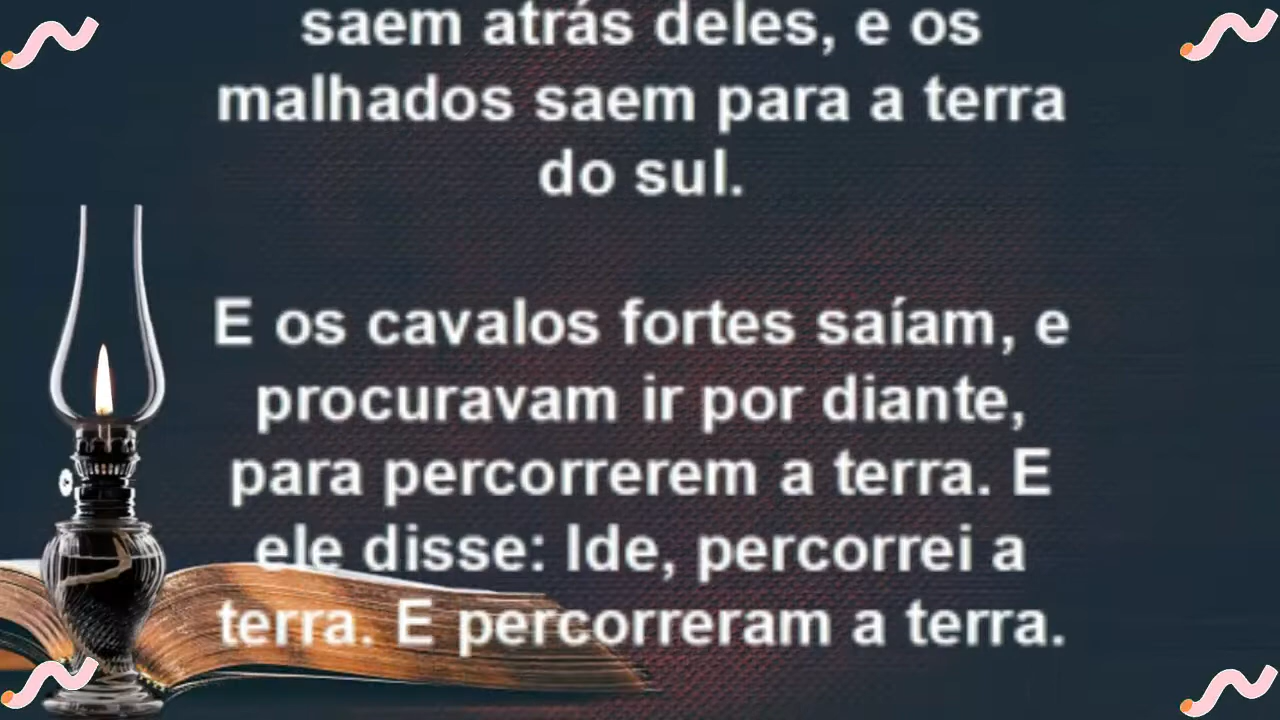 saem atrás deles, e os
malhados saem para a terra
do sul.
E os cavalos fortes saíam, e
procuravam ir por diante,
para percorrerem a terra. E
ele disse: Ide, percorrei a
terra. E percorreram a terra.